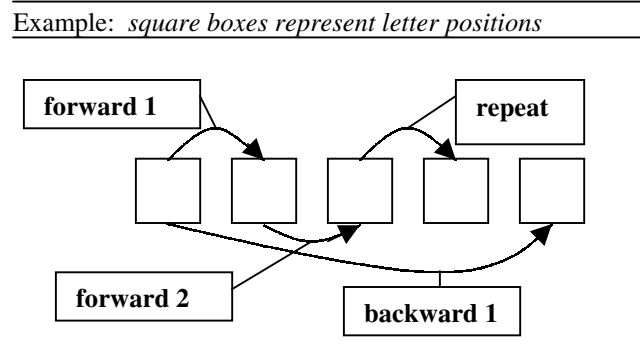 Example: square boxes represent letter positions
forward 1
repeat
forward 2
backward 1